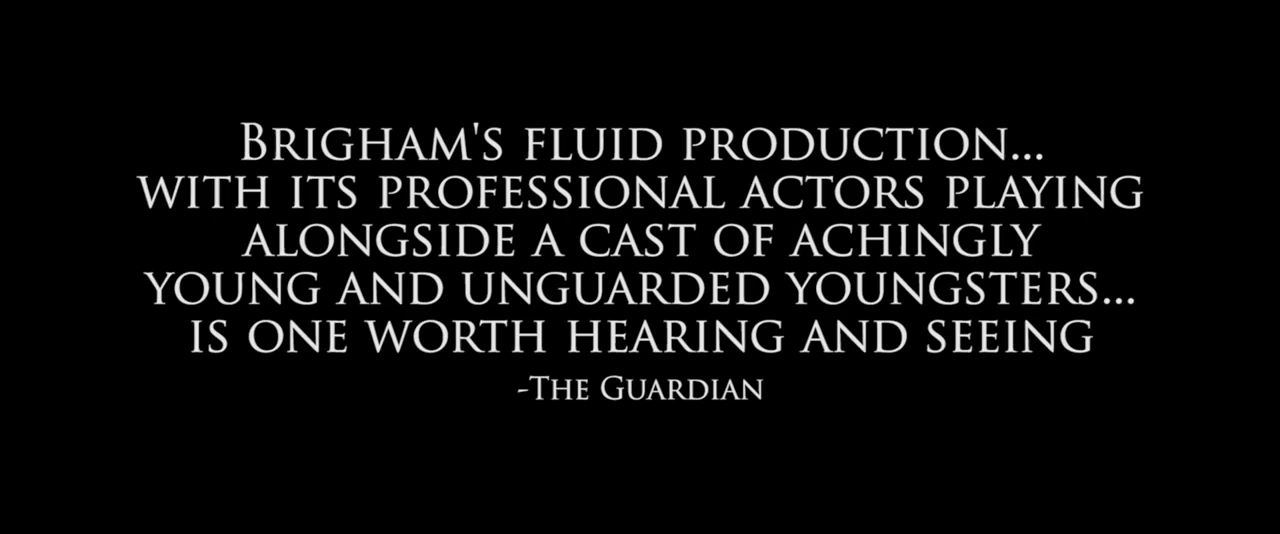 Brigham's fluid production...
with its professional actors playing
alongside a cast of achingly
young and unguarded youngsters...
is one worth hearing and seeing
-The Guardian